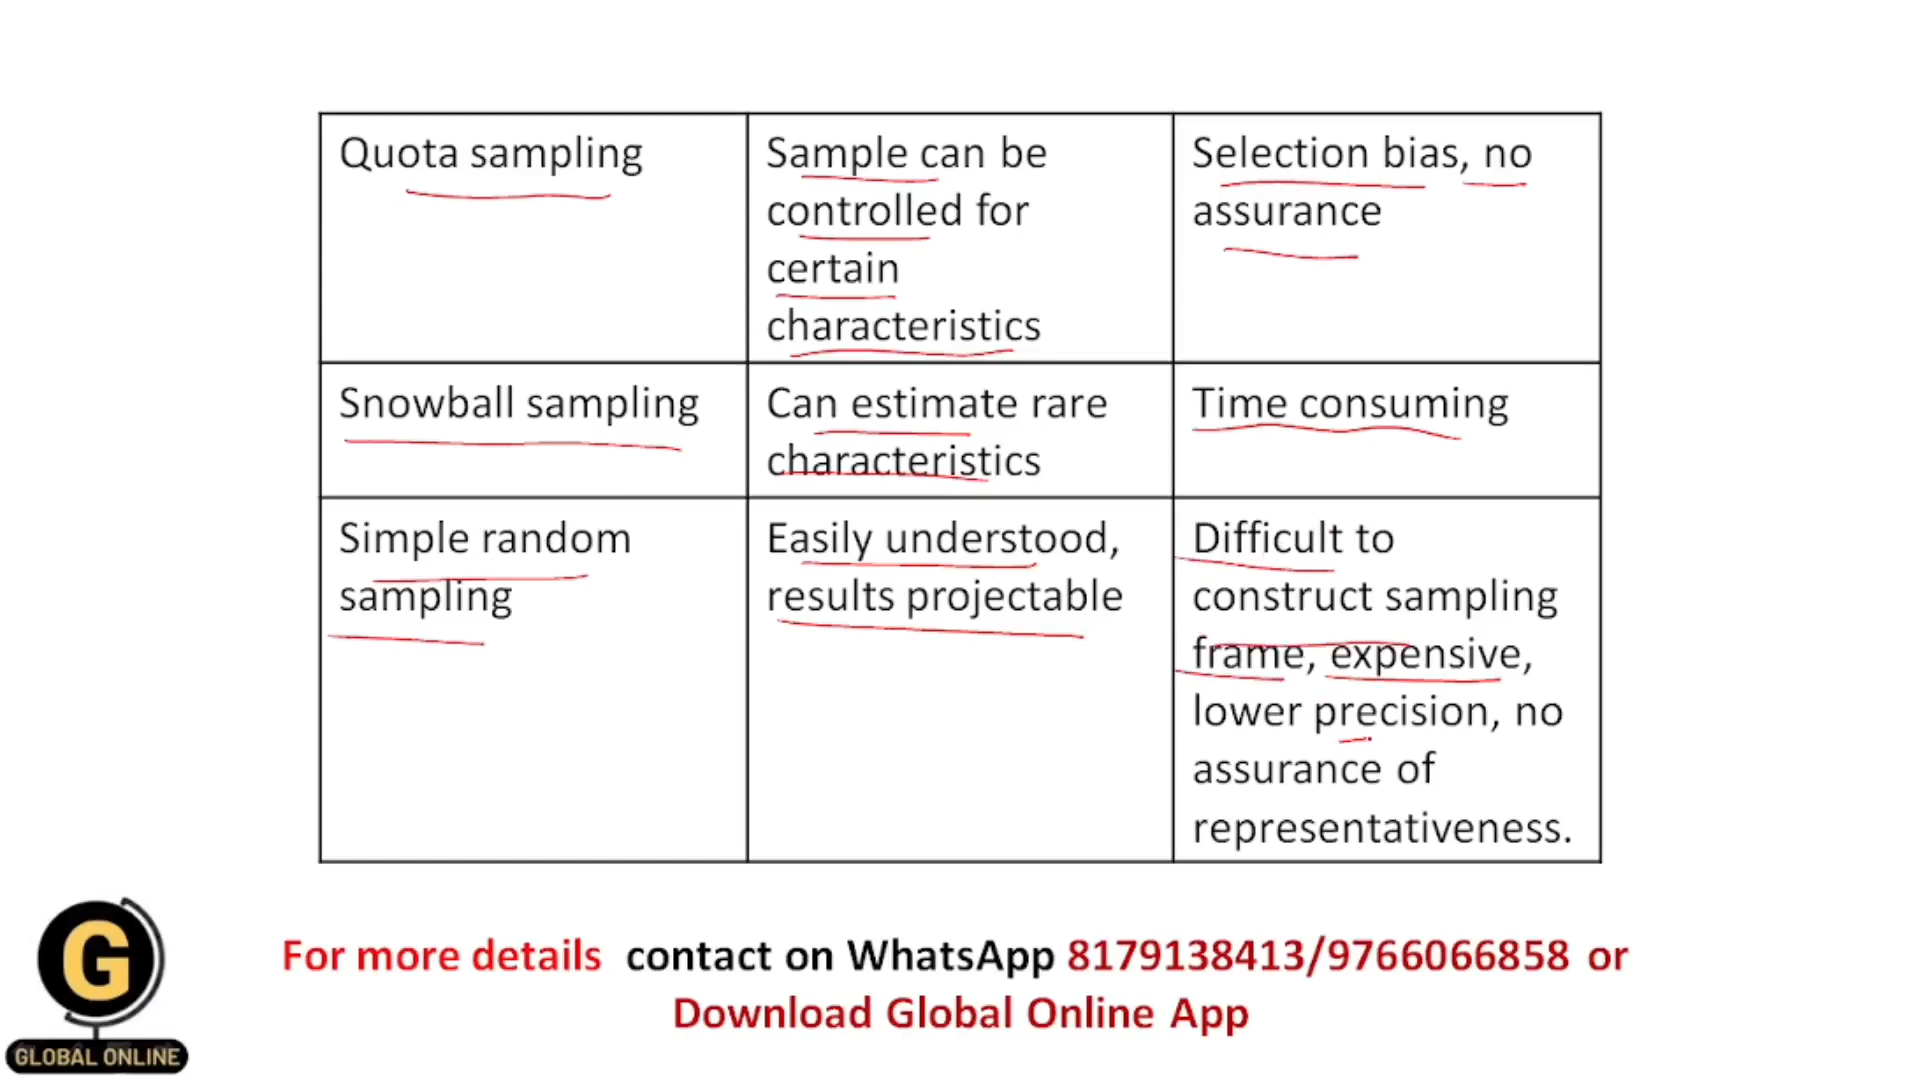 Quota sampling
Sample can be
controlled for
certain
characteristics
Selection bias, no
assurance
Snowball sampling
Can estimate rare
characteristics
Time consuming
Simple random
sampling
Easily understood,
results projectable
Difficult to
construct sampling
frame, expensive,
lower precision, no
assurance of
representativeness.
G
GLOBAL ONLINE
For more details contact on WhatsApp 8179138413/9766066858 or
Download Global Online App